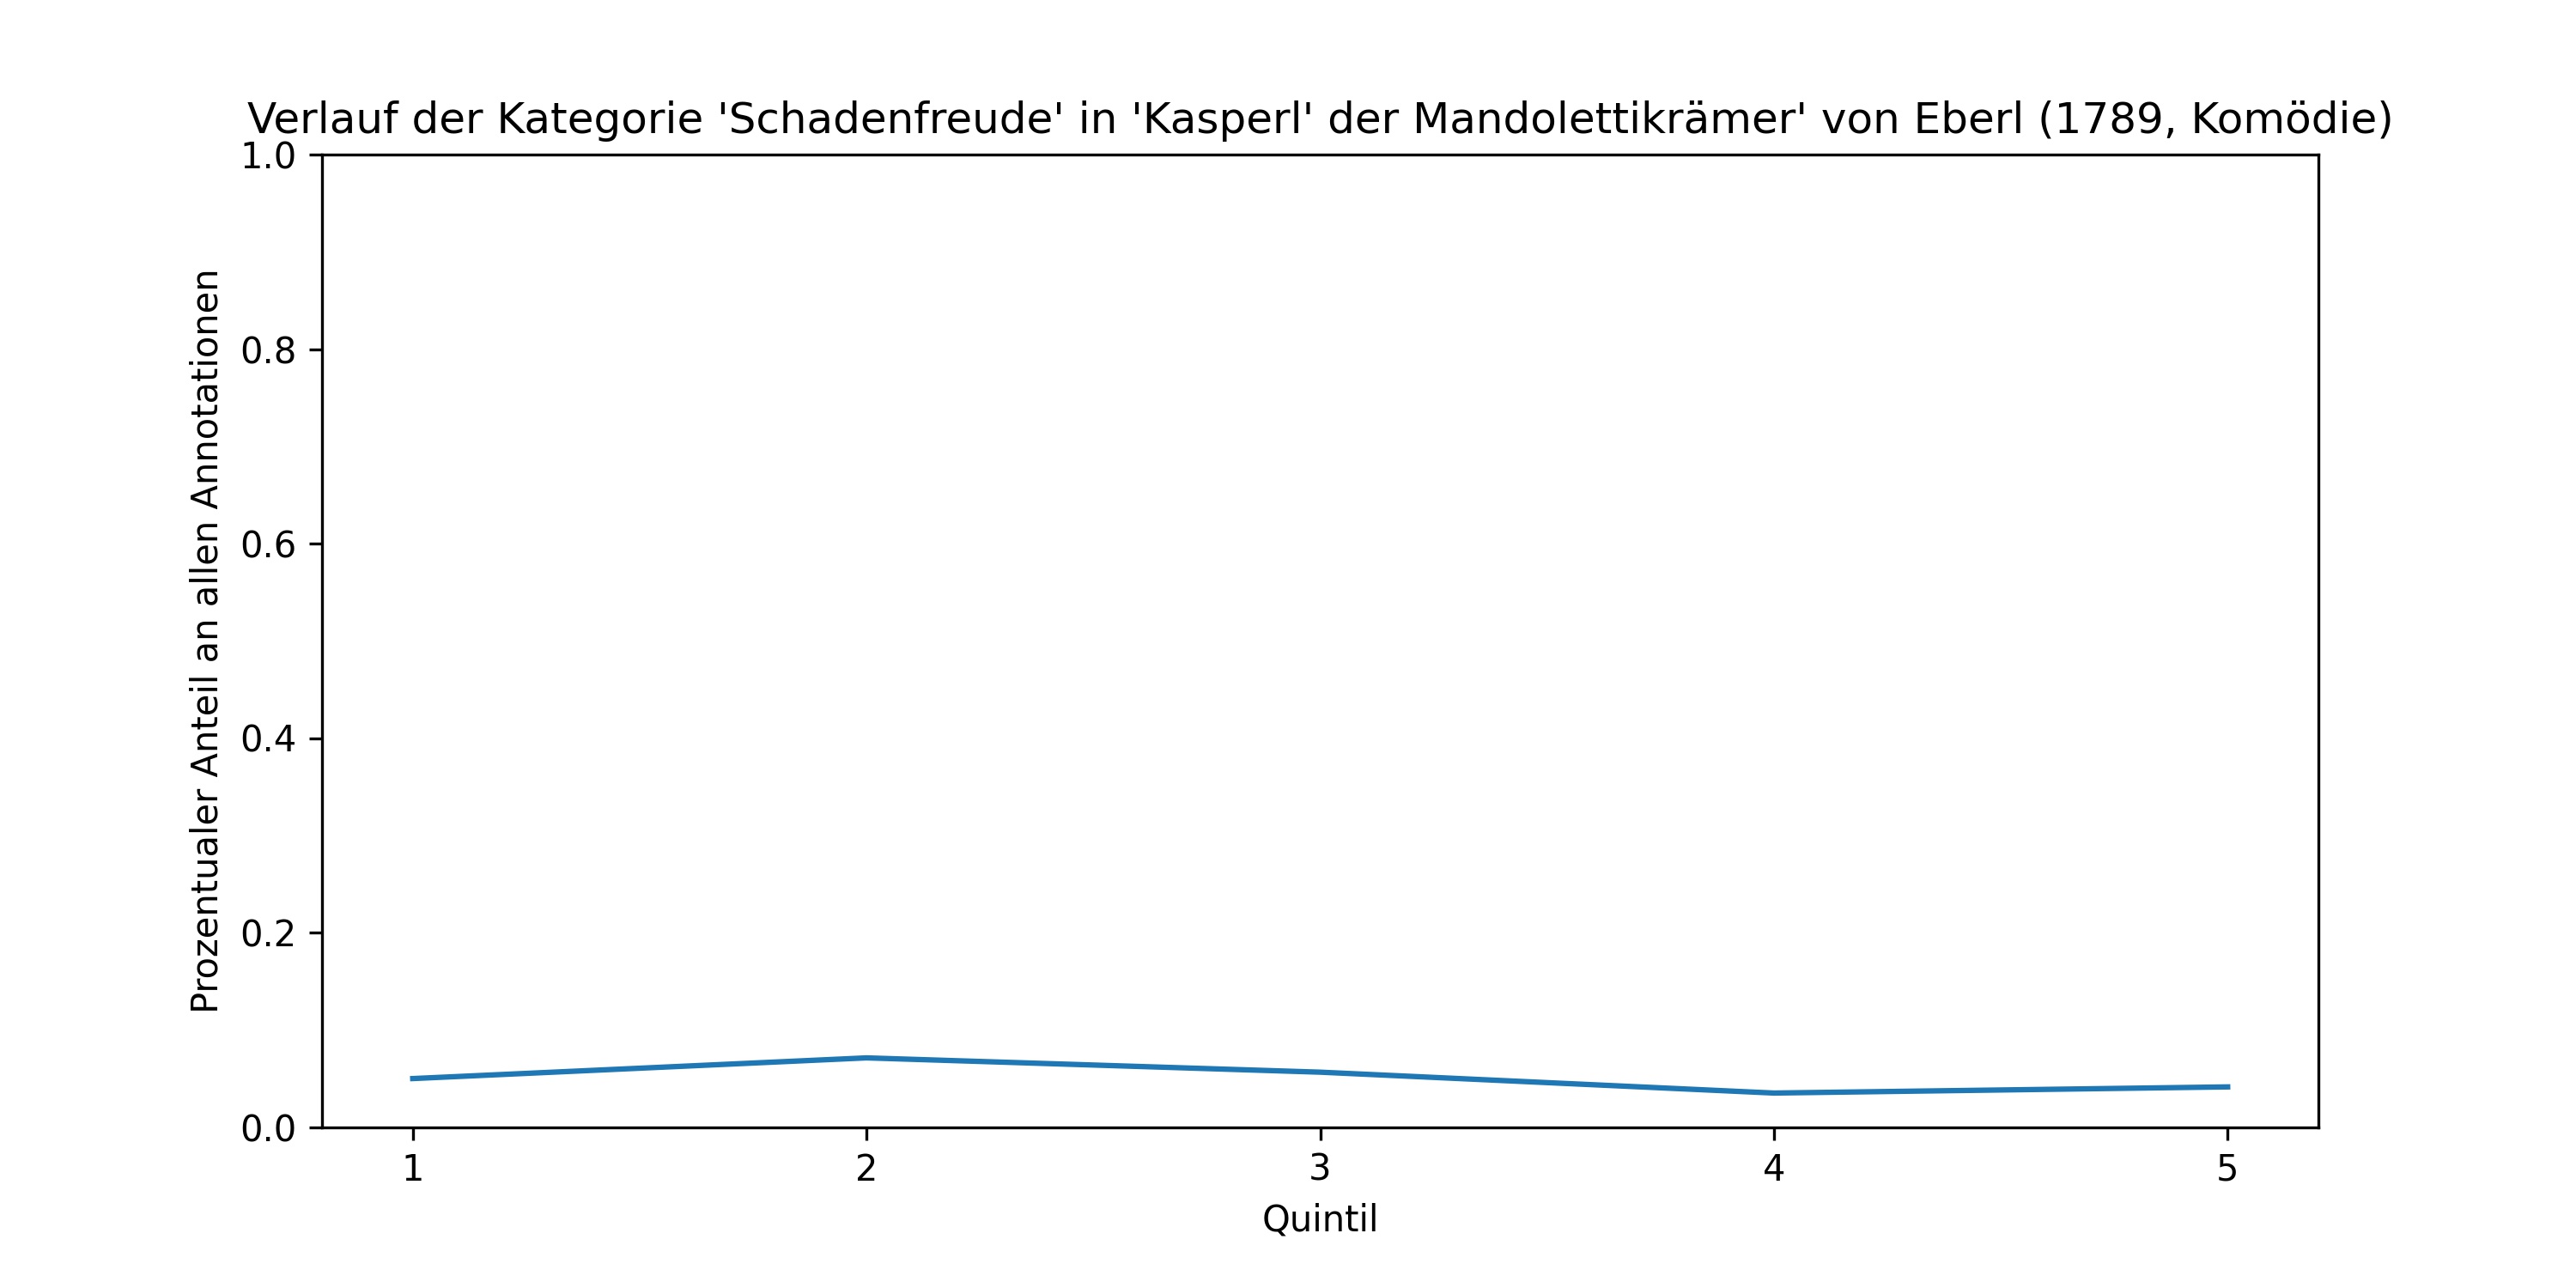 Verlauf der Kategorie 'Schadenfreude' in 'Kasperl' der Mandolettikrämer' von Eberl (1789, Komödie)
Prozentualer Anteil an allen Annotationen
1.0
0.8
0.6
0.4
0.2
0.0
1 2 3 4 5
Quintil